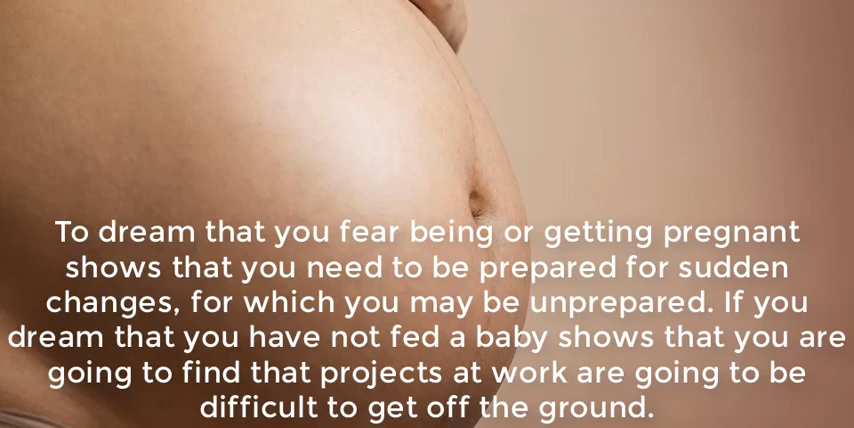 To dream that you fear being or getting pregnant
shows that you need to be prepared for sudden
changes, for which you may be unprepared. If you
dream that you have not fed a baby shows that you are
going to find that projects at work are going to be
difficult to get off the ground.